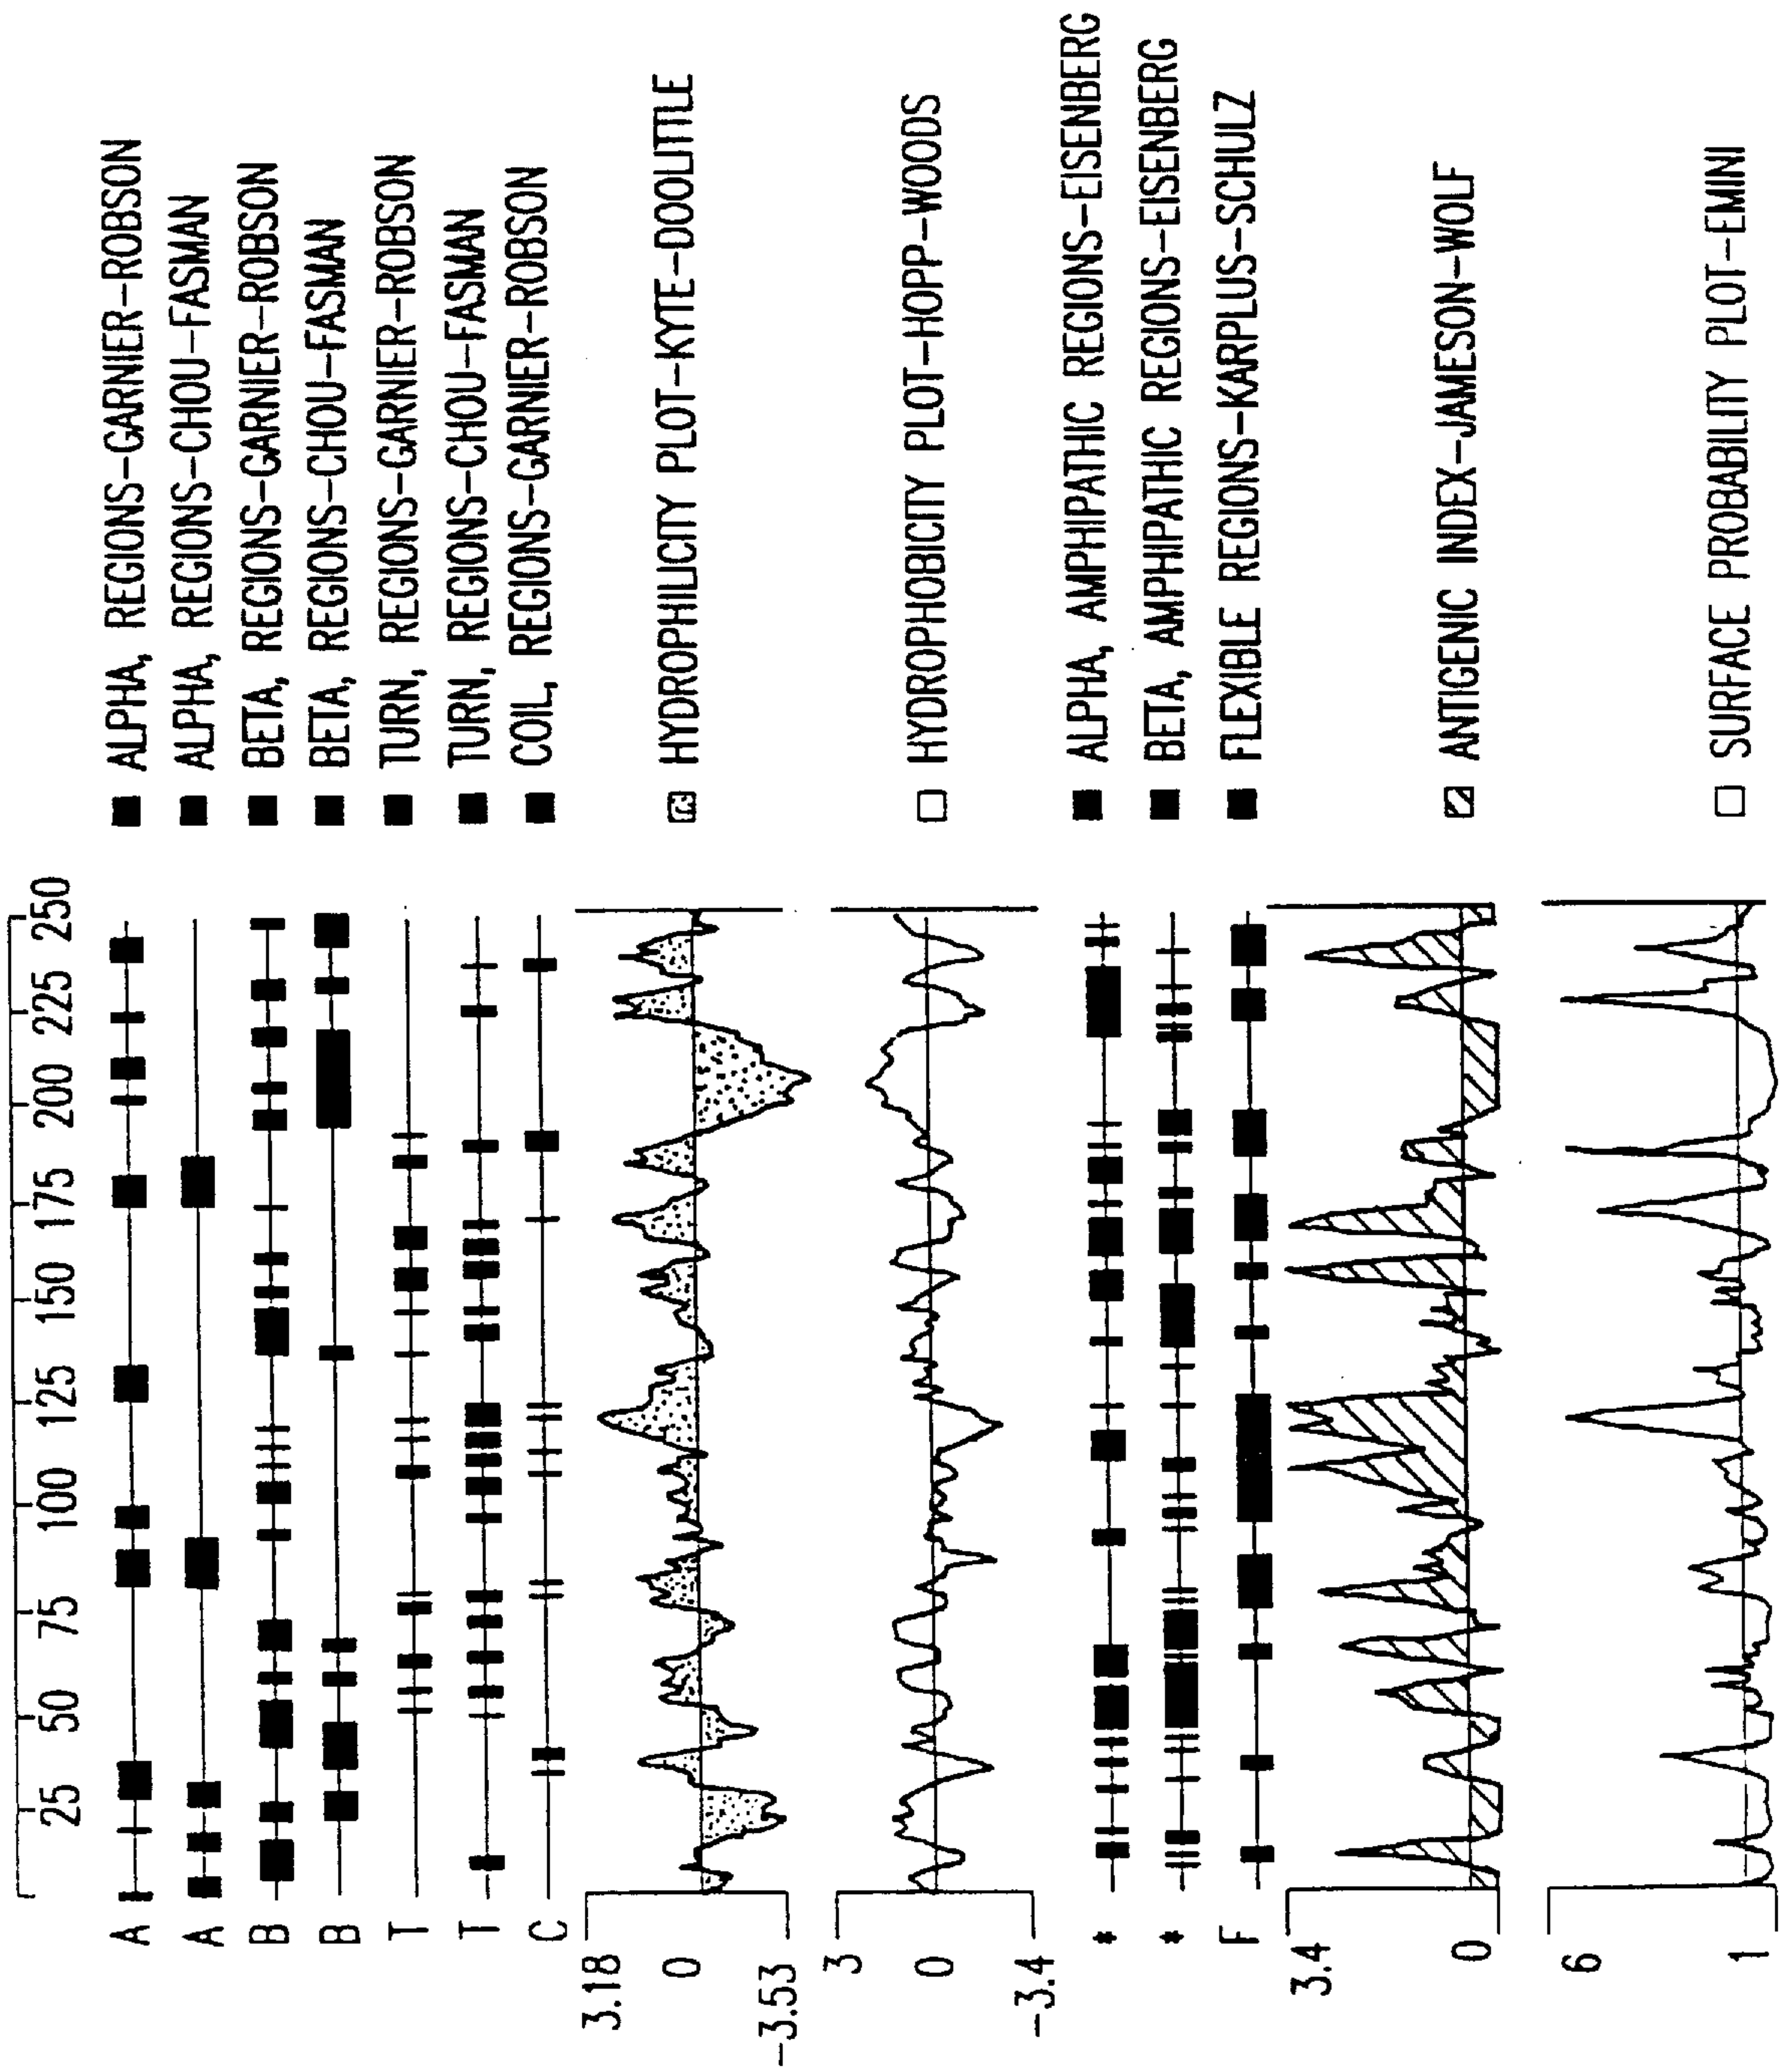 25 50 75 100 125 150 175 200 225 250
A ALPHA, REGIONS-GARNIER-ROBSON
A ALPHA, REGIONS-CHOU-FASMAN
B BETA, REGIONS-GARNIER-ROBSON
B BETA, REGIONS-CHOU-FASMAN
T TURN, REGIONS-GARNIER-ROBSON
T TURN, REGIONS-CHOU-FASMAN
C COIL, REGIONS-GARNIER-ROBSON
3.18
0 HYDROPHILICITY PLOT-KYTE-DOOLITTLE
-3.53
3
0 HYDROPHOBICITY PLOT-HOPP-WOODS
-3.4
* ALPHA, AMPHIPATHIC REGIONS-EISENBERG
* BETA, AMPHIPATHIC REGIONS-EISENBERG
F FLEXIBLE REGIONS-KARPLUS-SCHULZ
3.4
ANTIGENIC INDEX-JAMESON-WOLF
0
6
SURFACE PROBABILITY PLOT-EMINI
1